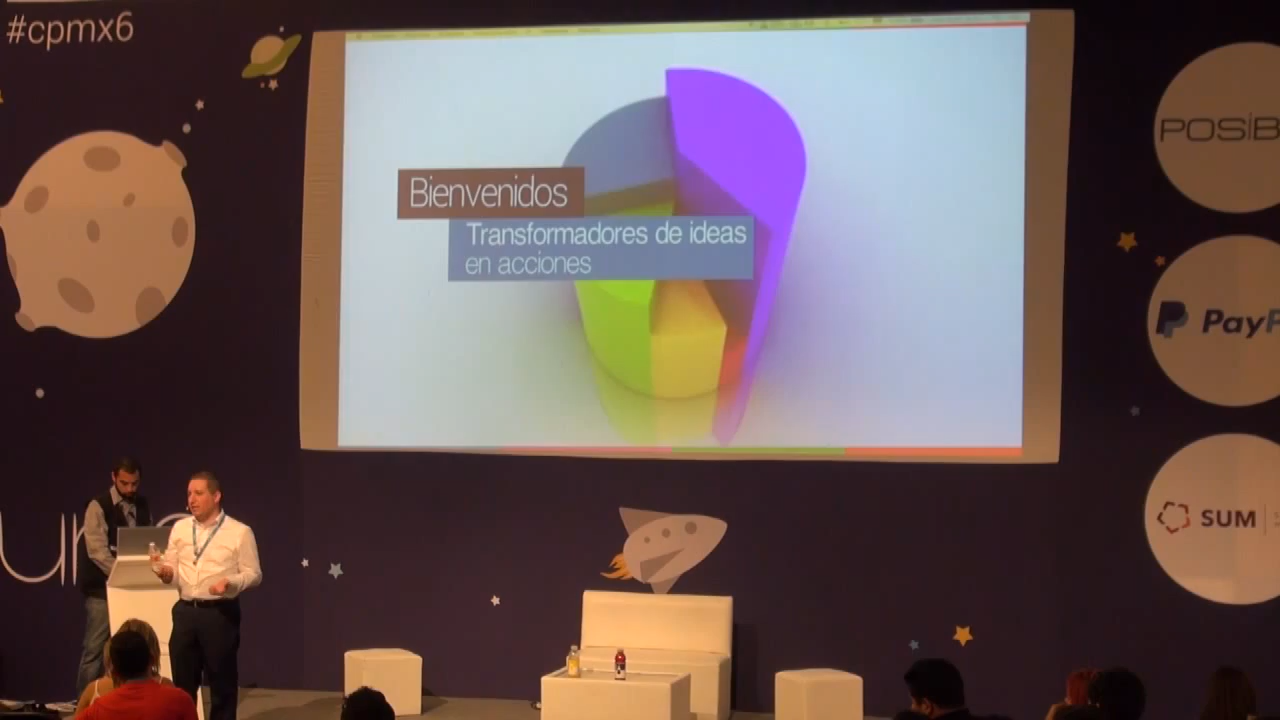 #cpmx6
Bienvenidos
Transformadores de ideas
en acciones
POSIB
PayP
SUM